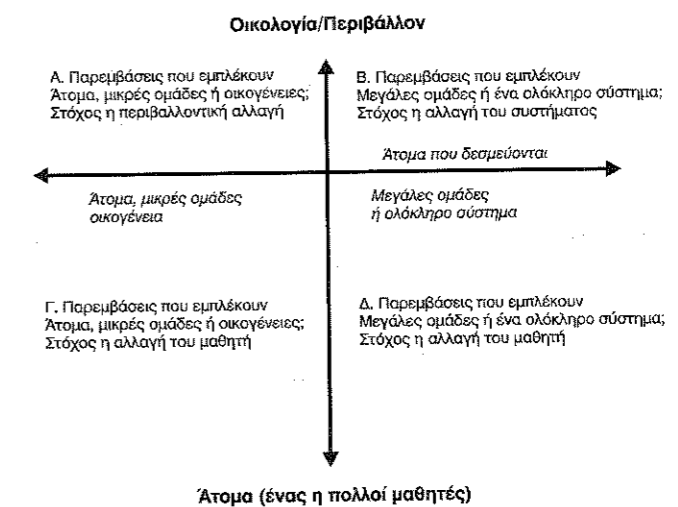 Οικολογία/Περιβάλλον
Α. Παρεμβάσεις που εμπλέκουν
Άτομα, μικρές ομάδες ή οικογένειες;
Στόχος η περιβαλλοντική αλλαγή
Β. Παρεμβάσεις που εμπλέκουν
Μεγάλες ομάδες ή ένα ολόκληρο σύστημα;
Στόχος η αλλαγή του συστήματος
Άτομα που δεσμεύονται
Άτομα, μικρές ομάδες
οικογένεια
Μεγάλες ομάδες
ή ολόκληρο σύστημα
Γ. Παρεμβάσεις που εμπλέκουν
Άτομα, μικρές ομάδες ή οικογένειες;
Στόχος η αλλαγή του μαθητή
Δ. Παρεμβάσεις που εμπλέκουν
Μεγάλες ομάδες ή ένα ολόκληρο σύστημα;
Στόχος η αλλαγή του μαθητή
Άτομα (ένας η πολλοί μαθητές)